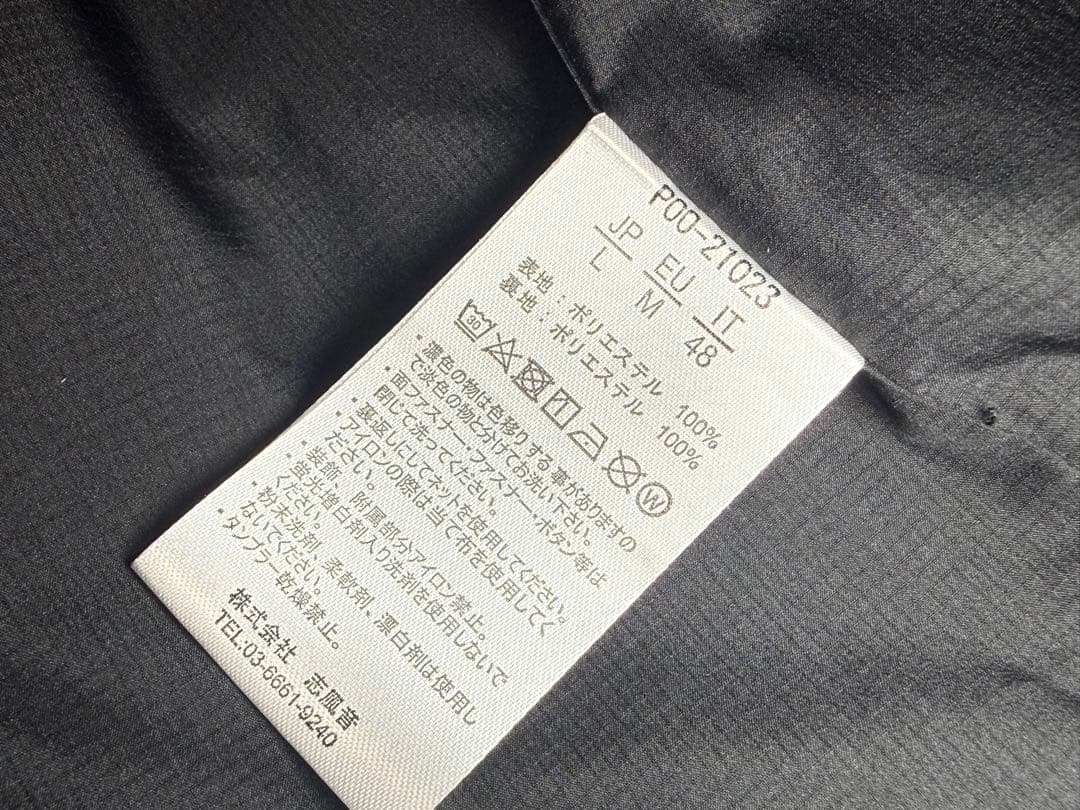 P00-21023
JP EU IT
L M 48
表地:ポリエステル 100%
裏地:ポリエステル 100%
30 W
・濃色の物は色移りする事がありますの
で淡色の物と分けてお洗い下さい。
・面ファスナー・ファスナー・ボタン等は
閉じて洗ってください。
・裏返しにしてネットを使用してください。
・アイロンの際は当て布を使用してく
ださい。
・装飾、附属部分アイロン禁止。
・蛍光増白剤入り洗剤を使用しないで
ください。
・粉末洗剤、柔軟剤、漂白剤は使用し
ないでください。
・タンブラー乾燥禁止。
株式会社 志風音
TEL:03-6661-9240